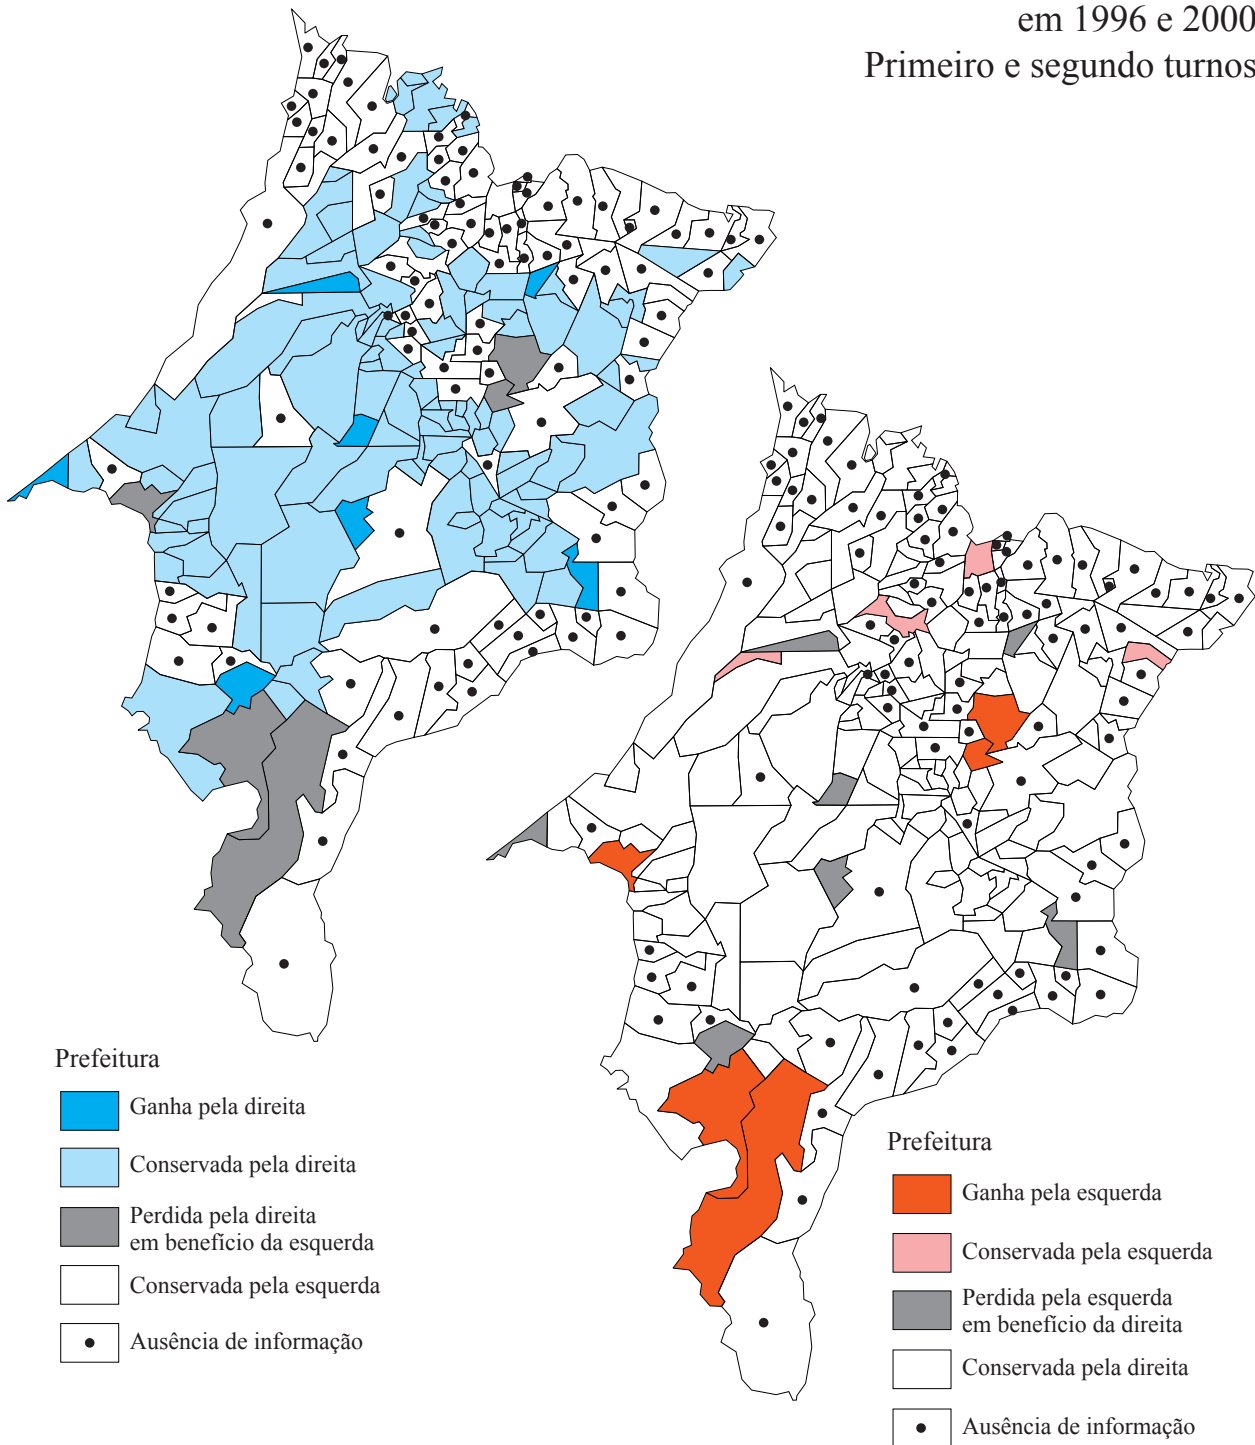 em 1996 e 2000
Primeiro e segundo turnos
Prefeitura
Ganha pela direita
Conservada pela direita
Perdida pela direita
em benefício da esquerda
Conservada pela esquerda
Ausência de informação
Prefeitura
Ganha pela esquerda
Conservada pela esquerda
Perdida pela esquerda
em benefício da direita
Conservada pela direita
Ausência de informação